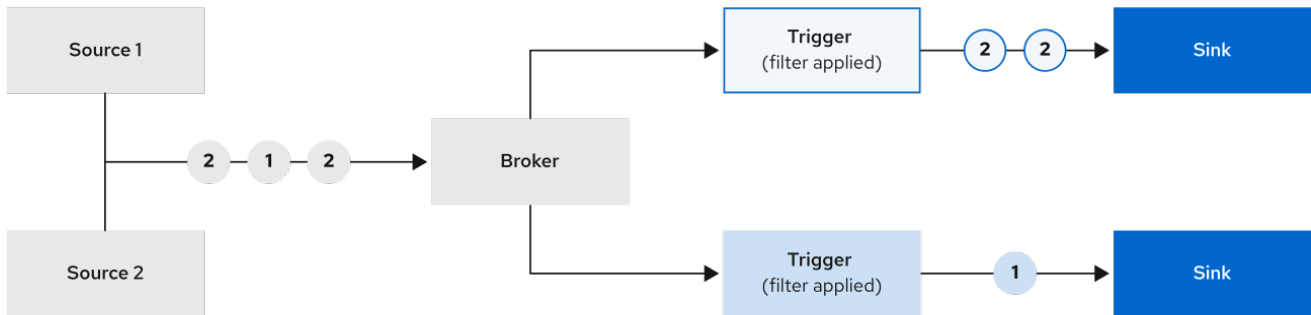 Source 1
Trigger
(filter applied)
2 2
Sink
2 1 2
Broker
Source 2
Trigger
(filter applied)
1
Sink